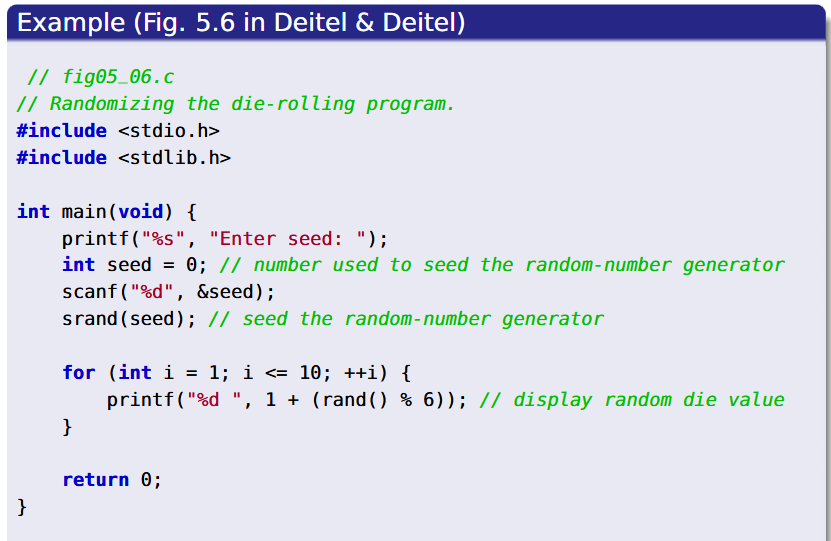 Example (Fig. 5.6 in Deitel & Deitel)
// fig05_06.c
// Randomizing the die-rolling program.
#include <stdio.h>
#include <stdlib.h>
int main(void) {
printf("%s", "Enter seed: ");
int seed = 0; // number used to seed the random-number generator
scanf("%d", &seed);
srand(seed); // seed the random-number generator
for (int i = 1; i <= 10; ++i) {
printf("%d ", 1 + (rand() % 6)); // display random die value
}
return 0;
}